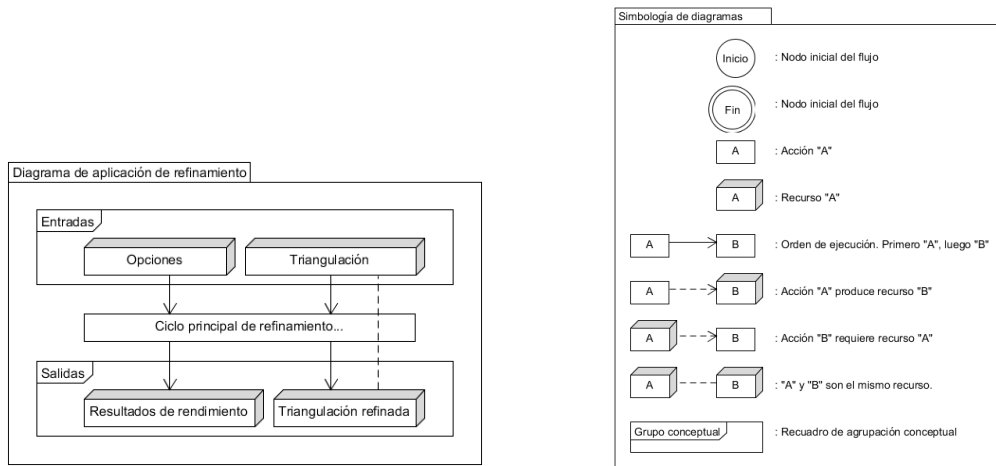 Diagrama de aplicación de refinamiento
Entradas
Opciones
Triangulación
Ciclo principal de refinamiento...
Salidas
Resultados de rendimiento
Triangulación refinada
Simbología de diagramas
Inicio : Nodo inicial del flujo
Fin : Nodo inicial del flujo
A : Acción "A"
A : Recurso "A"
A B : Orden de ejecución. Primero "A", luego "B"
A B : Acción "A" produce recurso "B"
A B : Acción "B" requiere recurso "A"
A B : "A" y "B" son el mismo recurso.
Grupo conceptual : Recuadro de agrupación conceptual